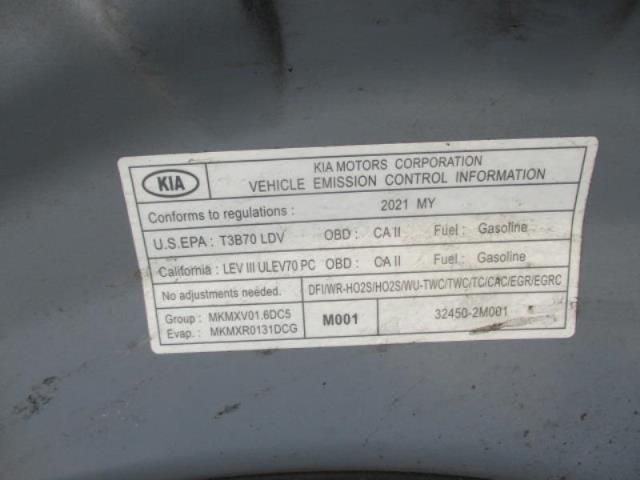 KIA
KIA MOTORS CORPORATION
VEHICLE EMISSION CONTROL INFORMATION
Conforms to regulations : 2021 MY
U.S.EPA : T3B70 LDV OBD : CA II Fuel : Gasoline
California : LEV III ULEV70 PC OBD : CA II Fuel : Gasoline
No adjustments needed. DFI/WR-HO2S/HO2S/WU-TWC/TWC/TC/CAC/EGR/EGRC
Group : MKMXV01.6DC5
Evap. : MKMXR0131DCG
M001
32450-2M001